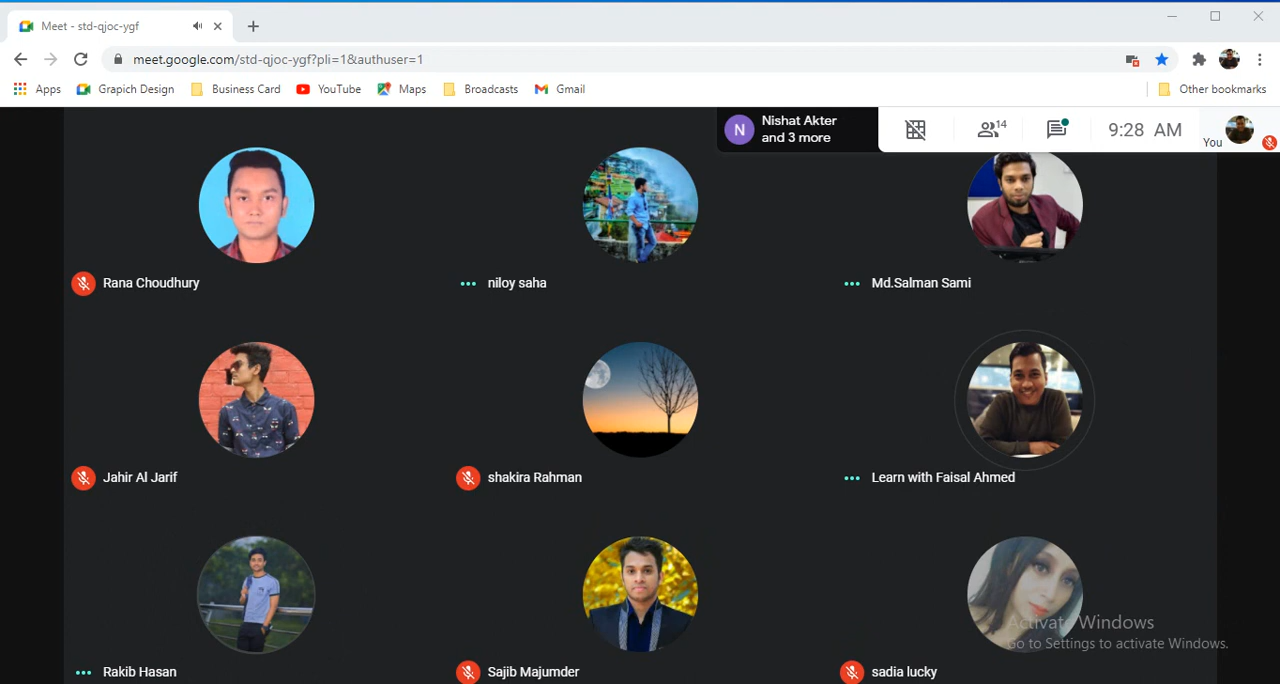 Meet - std-qjoc-ygf
meet.google.com/std-qjoc-ygf?pli=1&authuser=1
Apps Grapich Design Business Card YouTube Maps Broadcasts Gmail Other bookmarks
N Nishat Akter
and 3 more
14
9:28 AM
You
Rana Choudhury niloy saha Md.Salman Sami
Jahir Al Jarif shakira Rahman Learn with Faisal Ahmed
Activate Windows
Go to Settings to activate Windows.
Rakib Hasan Sajib Majumder sadia lucky